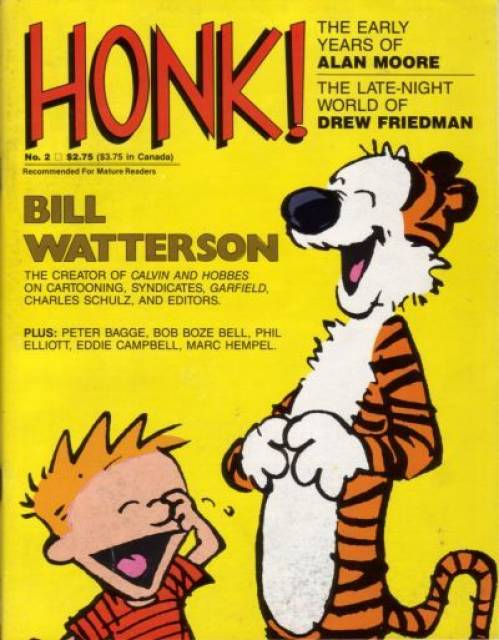 HONK!
THE EARLY
YEARS OF
ALAN MOORE
THE LATE-NIGHT
WORLD OF
DREW FRIEDMAN
No. 2 □ $2.75 ($3.75 in Canada)
Recommended For Mature Readers
BILL
WATTERSON
THE CREATOR OF CALVIN AND HOBBES
ON CARTOONING, SYNDICATES, GARFIELD,
CHARLES SCHULZ, AND EDITORS.
PLUS: PETER BAGGE, BOB BOZE BELL, PHIL
ELLIOTT, EDDIE CAMPBELL, MARC HEMPEL.